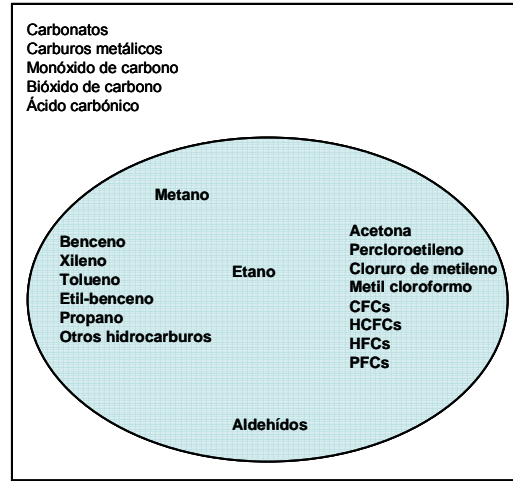 Carbonatos
Carburos metálicos
Monóxido de carbono
Bióxido de carbono
Ácido carbónico
Metano
Benceno
Xileno
Tolueno
Etil-benceno
Propano
Otros hidrocarburos
Etano
Acetona
Percloroetileno
Cloruro de metileno
Metil cloroformo
CFCs
HCFCs
HFCs
PFCs
Aldehídos